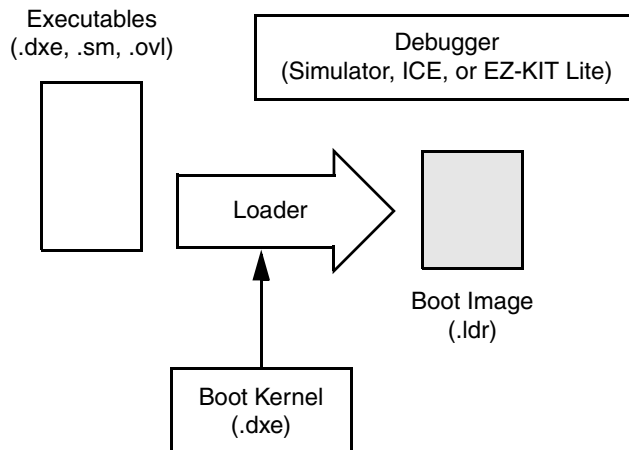 Executables
(.dxe, .sm, .ovl)
Debugger
(Simulator, ICE, or EZ-KIT Lite)
Loader
Boot Image
(.ldr)
Boot Kernel
(.dxe)